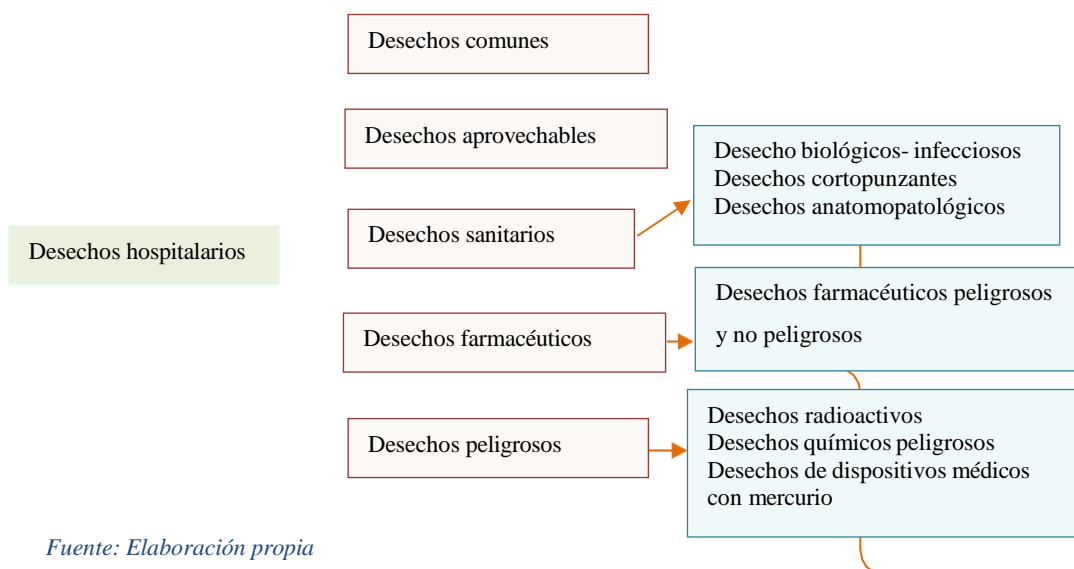 Desechos comunes
Desechos aprovechables
Desecho biológicos- infecciosos
Desechos cortopunzantes
Desechos anatomopatológicos
Desechos sanitarios
Desechos hospitalarios
Desechos farmacéuticos peligrosos
y no peligrosos
Desechos farmacéuticos
Desechos radioactivos
Desechos químicos peligrosos
Desechos de dispositivos médicos
con mercurio
Desechos peligrosos
Fuente: Elaboración propia